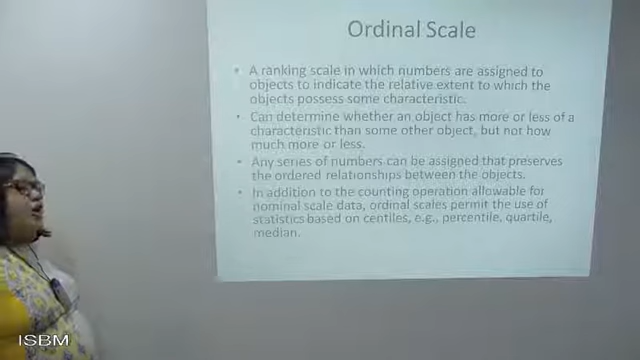 Ordinal Scale
• A ranking scale in which numbers are assigned to
objects to indicate the relative extent to which the
objects possess some characteristic.
• Can determine whether an object has more or less of a
characteristic than some other object, but not how
much more or less.
• Any series of numbers can be assigned that preserves
the ordered relationships between the objects.
• In addition to the counting operation allowable for
nominal scale data, ordinal scales permit the use of
statistics based on centiles, e.g., percentile, quartile,
median.
ISBM